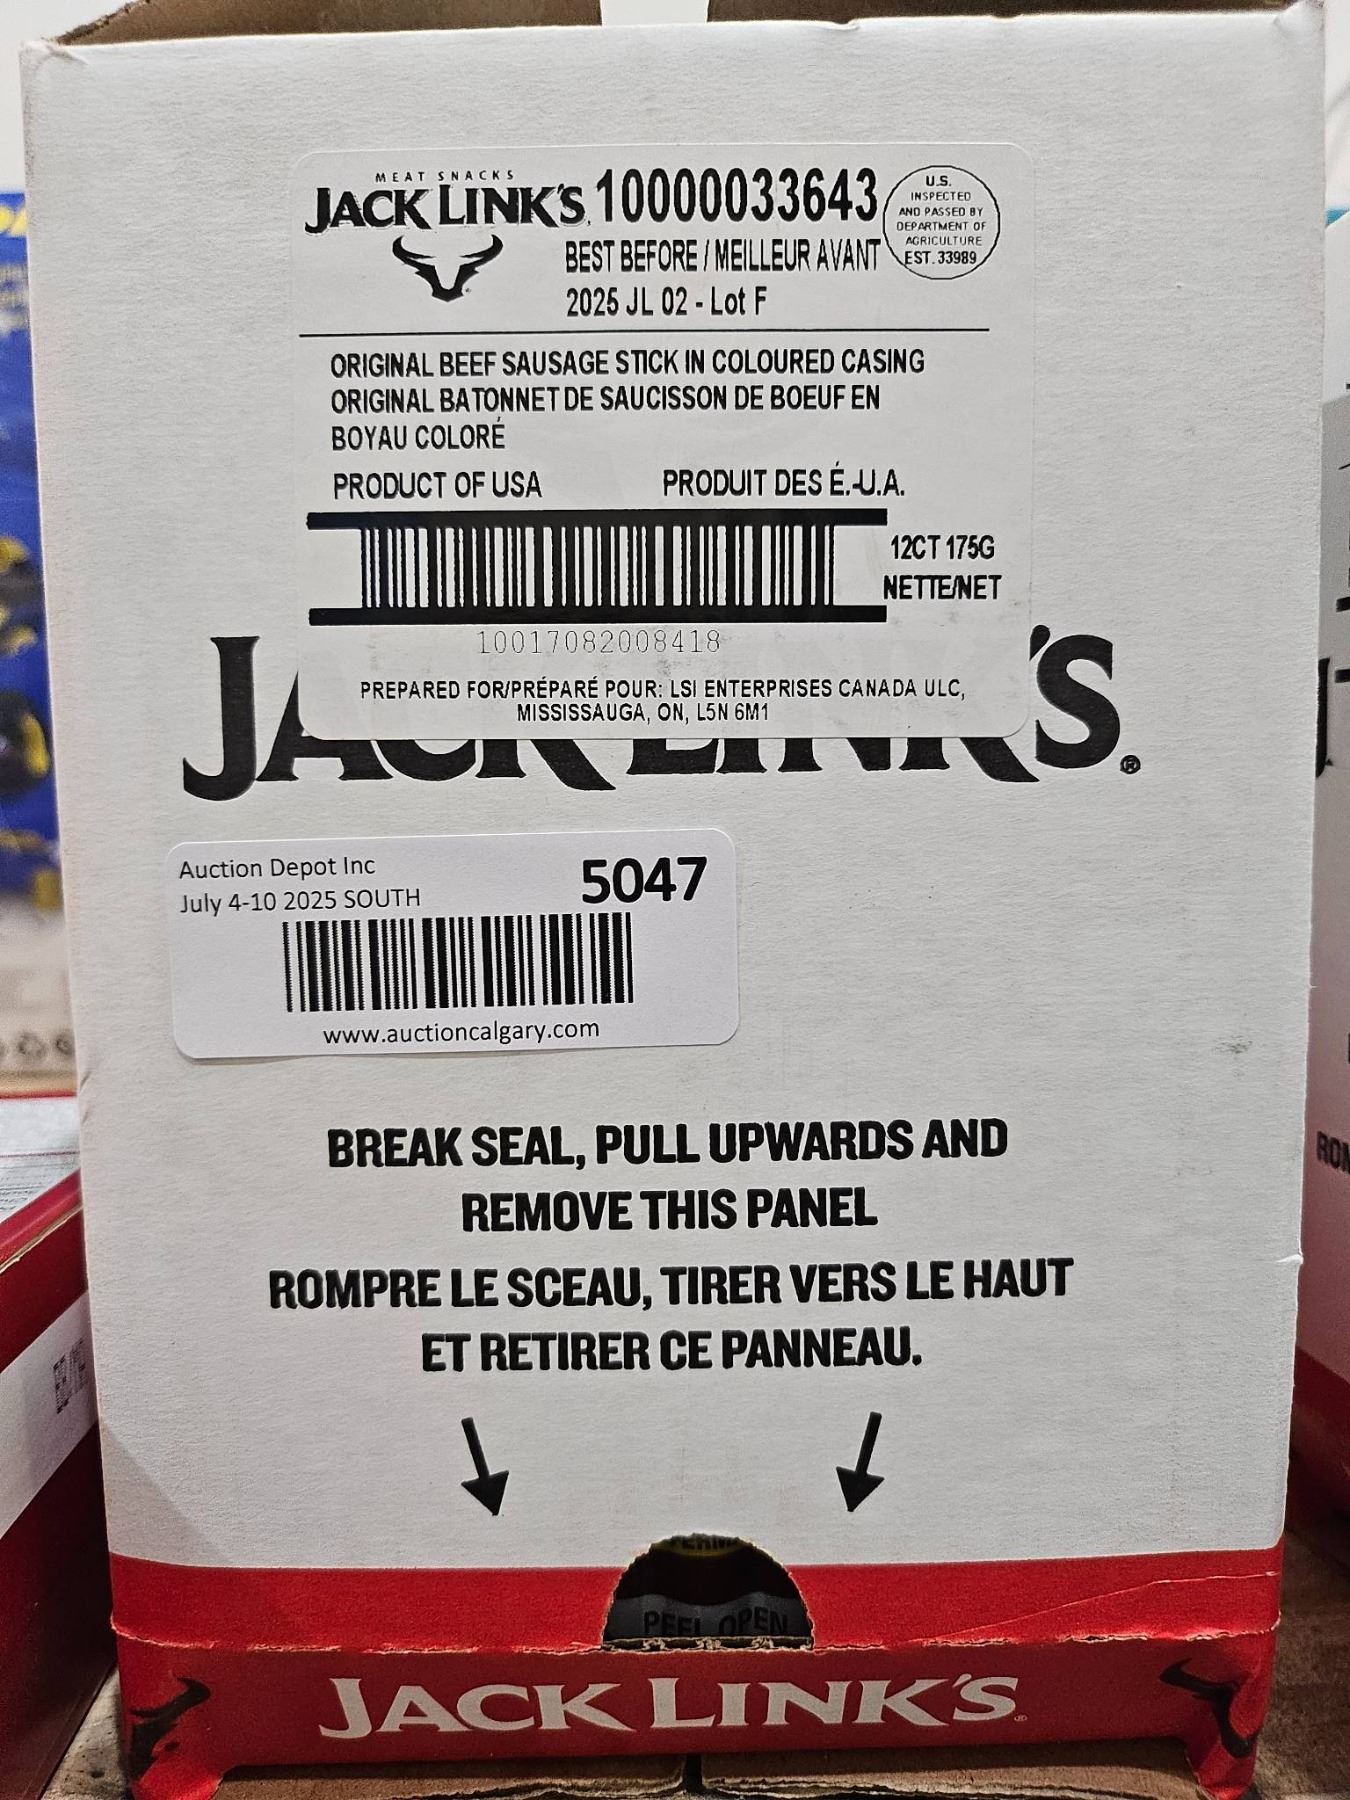 MEAT SNACKS
JACK LINK'S 10000033643
U.S.
INSPECTED
AND PASSED BY
DEPARTMENT OF
AGRICULTURE
EST. 33989
BEST BEFORE / MEILLEUR AVANT
2025 JL 02 - Lot F
ORIGINAL BEEF SAUSAGE STICK IN COLOURED CASING
ORIGINAL BATONNET DE SAUCISSON DE BOEUF EN
BOYAU COLORÉ
PRODUCT OF USA PRODUIT DES É.-U.A.
12CT 175G
NETTE/NET
10017082008418
PREPARED FOR/PRÉPARÉ POUR: LSI ENTERPRISES CANADA ULC,
MISSISSAUGA, ON, L5N 6M1
JACK LINK'S®
Auction Depot Inc 5047
July 4-10 2025 SOUTH
www.auctioncalgary.com
BREAK SEAL, PULL UPWARDS AND
REMOVE THIS PANEL
ROMPRE LE SCEAU, TIRER VERS LE HAUT
ET RETIRER CE PANNEAU.
PEEL OPEN
JACK LINK'S